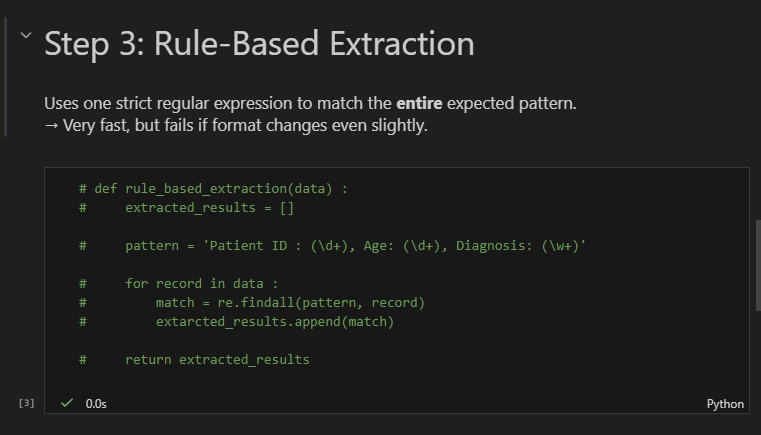 Step 3: Rule-Based Extraction
Uses one strict regular expression to match the entire expected pattern.
→ Very fast, but fails if format changes even slightly.
# def rule_based_extraction(data) :
#     extracted_results = []
#     pattern = 'Patient ID : (\d+), Age: (\d+), Diagnosis: (\w+)'
#     for record in data :
#         match = re.findall(pattern, record)
#         extarcted_results.append(match)
#     return extracted_results
[3] 0.0s Python